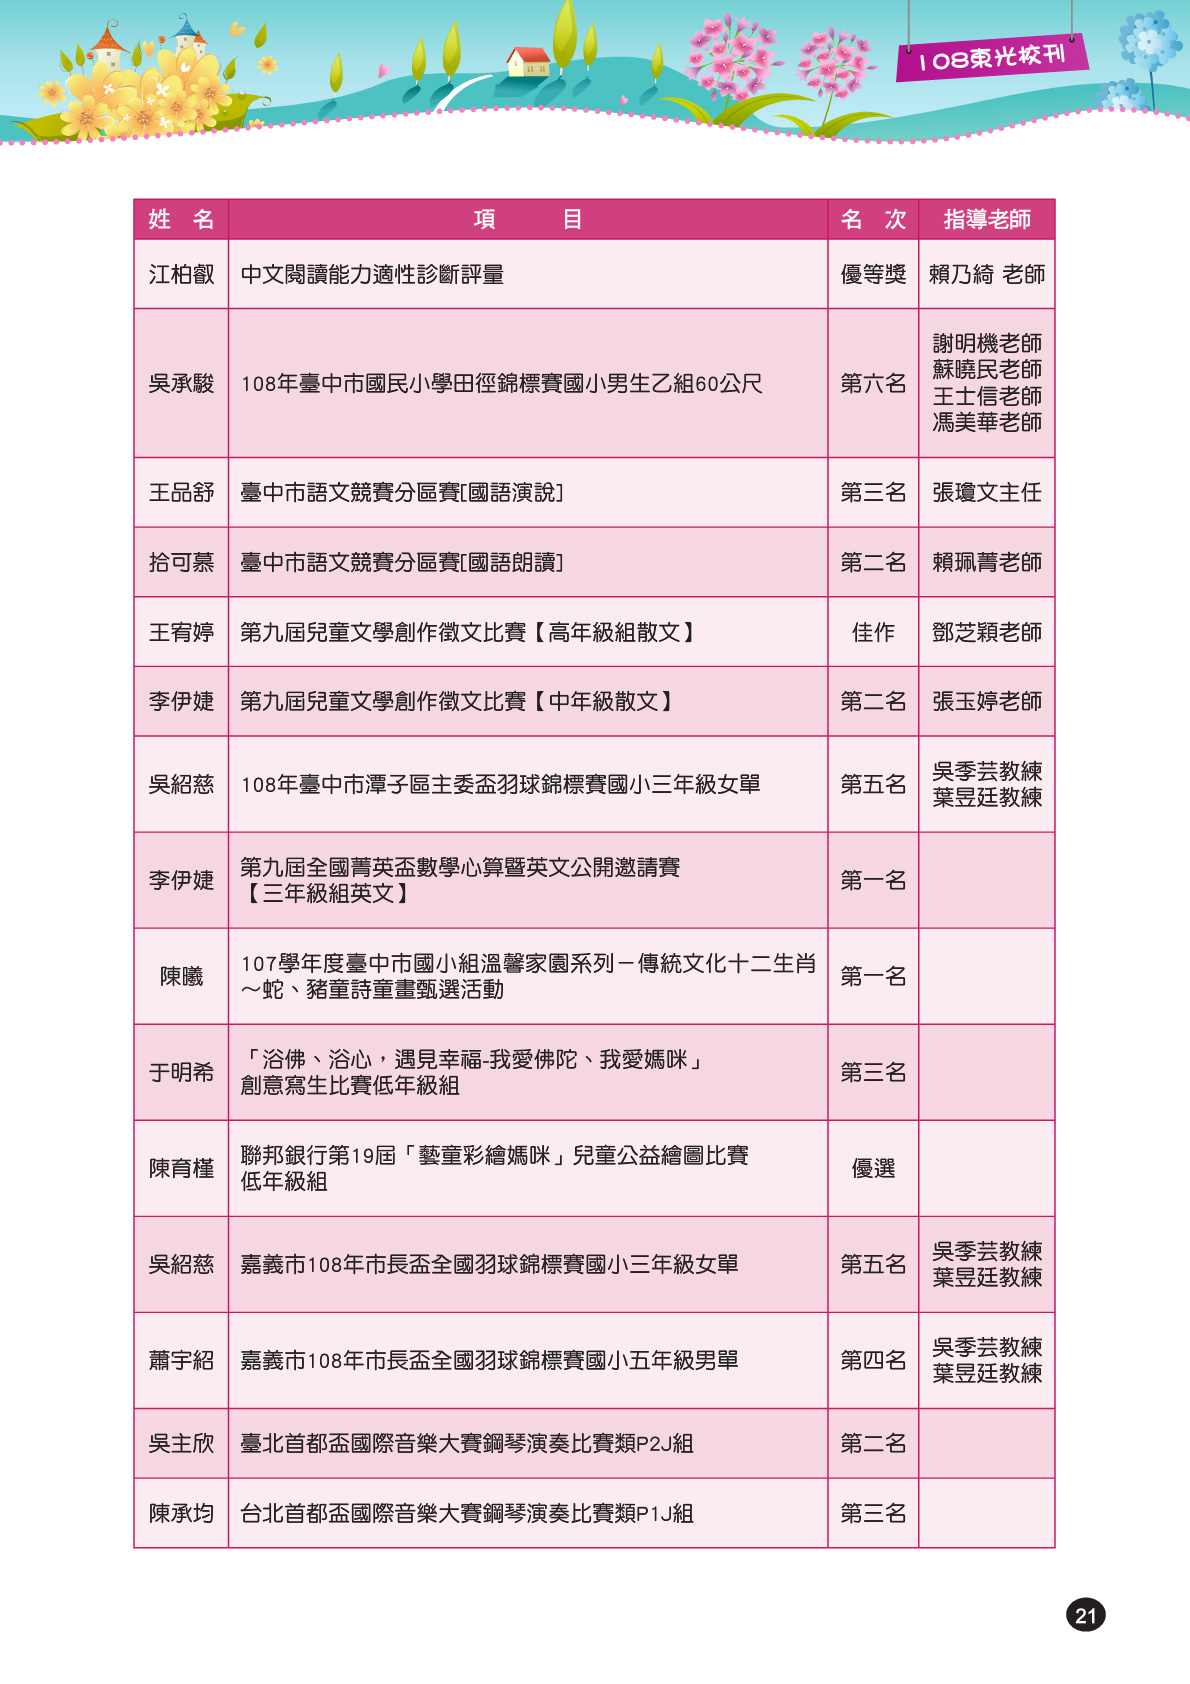 108東光校刊
姓　名　項　　　目　名　次　指導老師
江柏叡　中文閱讀能力適性診斷評量　優等獎　賴乃綺 老師
吳承駿　108年臺中市國民小學田徑錦標賽國小男生乙組60公尺　第六名　謝明機老師
蘇曉民老師
王士信老師
馮美華老師
王品舒　臺中市語文競賽分區賽[國語演說]　第三名　張瓊文主任
拾可慕　臺中市語文競賽分區賽[國語朗讀]　第二名　賴珮菁老師
王宥婷　第九屆兒童文學創作徵文比賽【高年級組散文】　佳作　鄧芝穎老師
李伊婕　第九屆兒童文學創作徵文比賽【中年級散文】　第二名　張玉婷老師
吳紹慈　108年臺中市潭子區主委盃羽球錦標賽國小三年級女單　第五名　吳季芸教練
葉昱廷教練
李伊婕　第九屆全國菁英盃數學心算暨英文公開邀請賽
【三年級組英文】　第一名
陳曦　107學年度臺中市國小組溫馨家園系列－傳統文化十二生肖
～蛇、豬童詩童畫甄選活動　第一名
于明希　「浴佛、浴心，遇見幸福-我愛佛陀、我愛媽咪」
創意寫生比賽低年級組　第三名
陳育槿　聯邦銀行第19屆「藝童彩繪媽咪」兒童公益繪圖比賽
低年級組　優選
吳紹慈　嘉義市108年市長盃全國羽球錦標賽國小三年級女單　第五名　吳季芸教練
葉昱廷教練
蕭宇紹　嘉義市108年市長盃全國羽球錦標賽國小五年級男單　第四名　吳季芸教練
葉昱廷教練
吳主欣　臺北首都盃國際音樂大賽鋼琴演奏比賽類P2J組　第二名
陳承均　台北首都盃國際音樂大賽鋼琴演奏比賽類P1J組　第三名
21